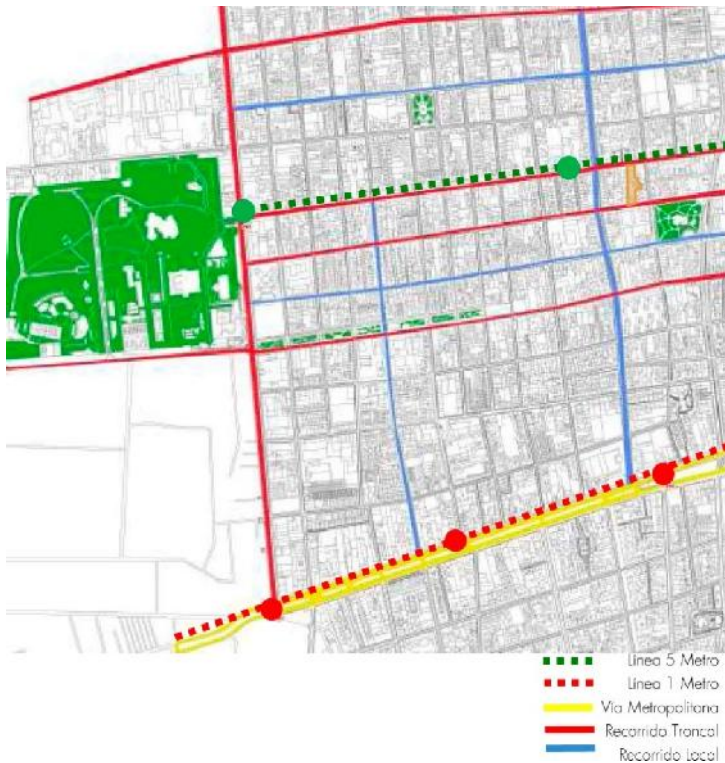 Línea 5 Metro
Línea 1 Metro
Vía Metropolitana
Recorrido Troncal
Recorrido Local